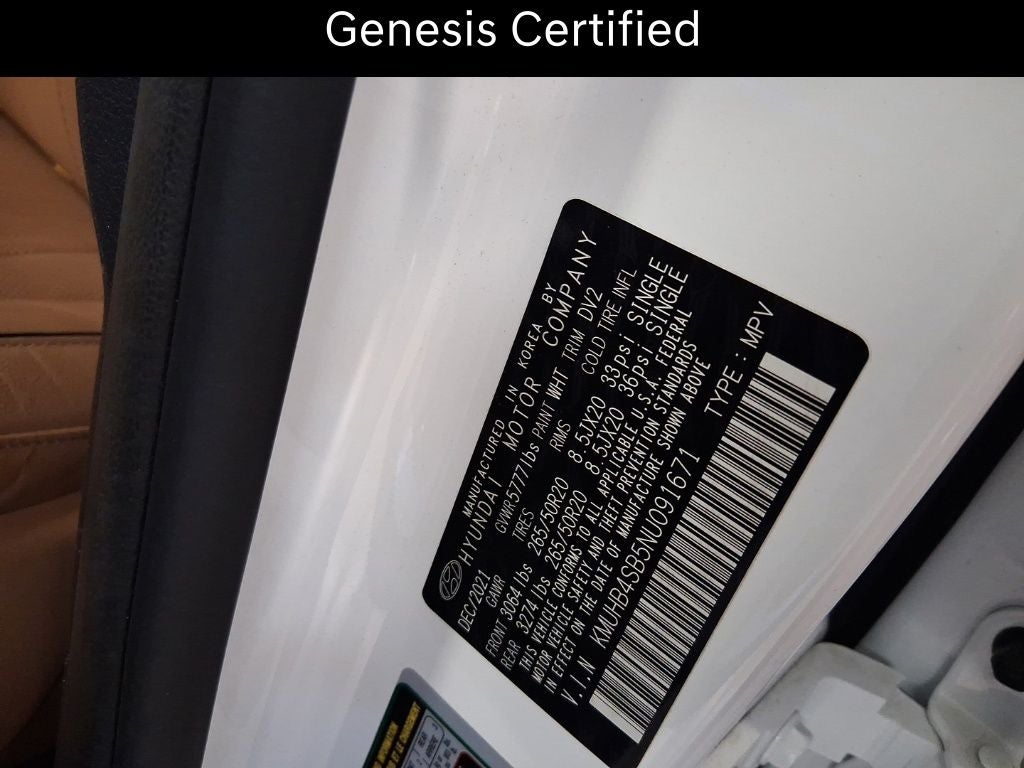 Genesis Certified
MANUFACTURED IN KOREA BY
HYUNDAI MOTOR COMPANY
DEC/2021 GVWR 5777 lbs PAINT WHT TRIM DY2
GAWR TIRES RIMS COLD TIRE INFL
FRONT 3064 lbs 265/50R20 8.5JX20 33psi SINGLE
REAR 3274 lbs 265/50R20 8.5JX20 36psi SINGLE
THIS VEHICLE CONFORMS TO ALL APPLICABLE U.S.A. FEDERAL
MOTOR VEHICLE SAFETY AND THEFT PREVENTION STANDARDS
IN EFFECT ON THE DATE OF MANUFACTURE SHOWN ABOVE
V.I.N KMUHB4SB5NU091671 TYPE : MPV